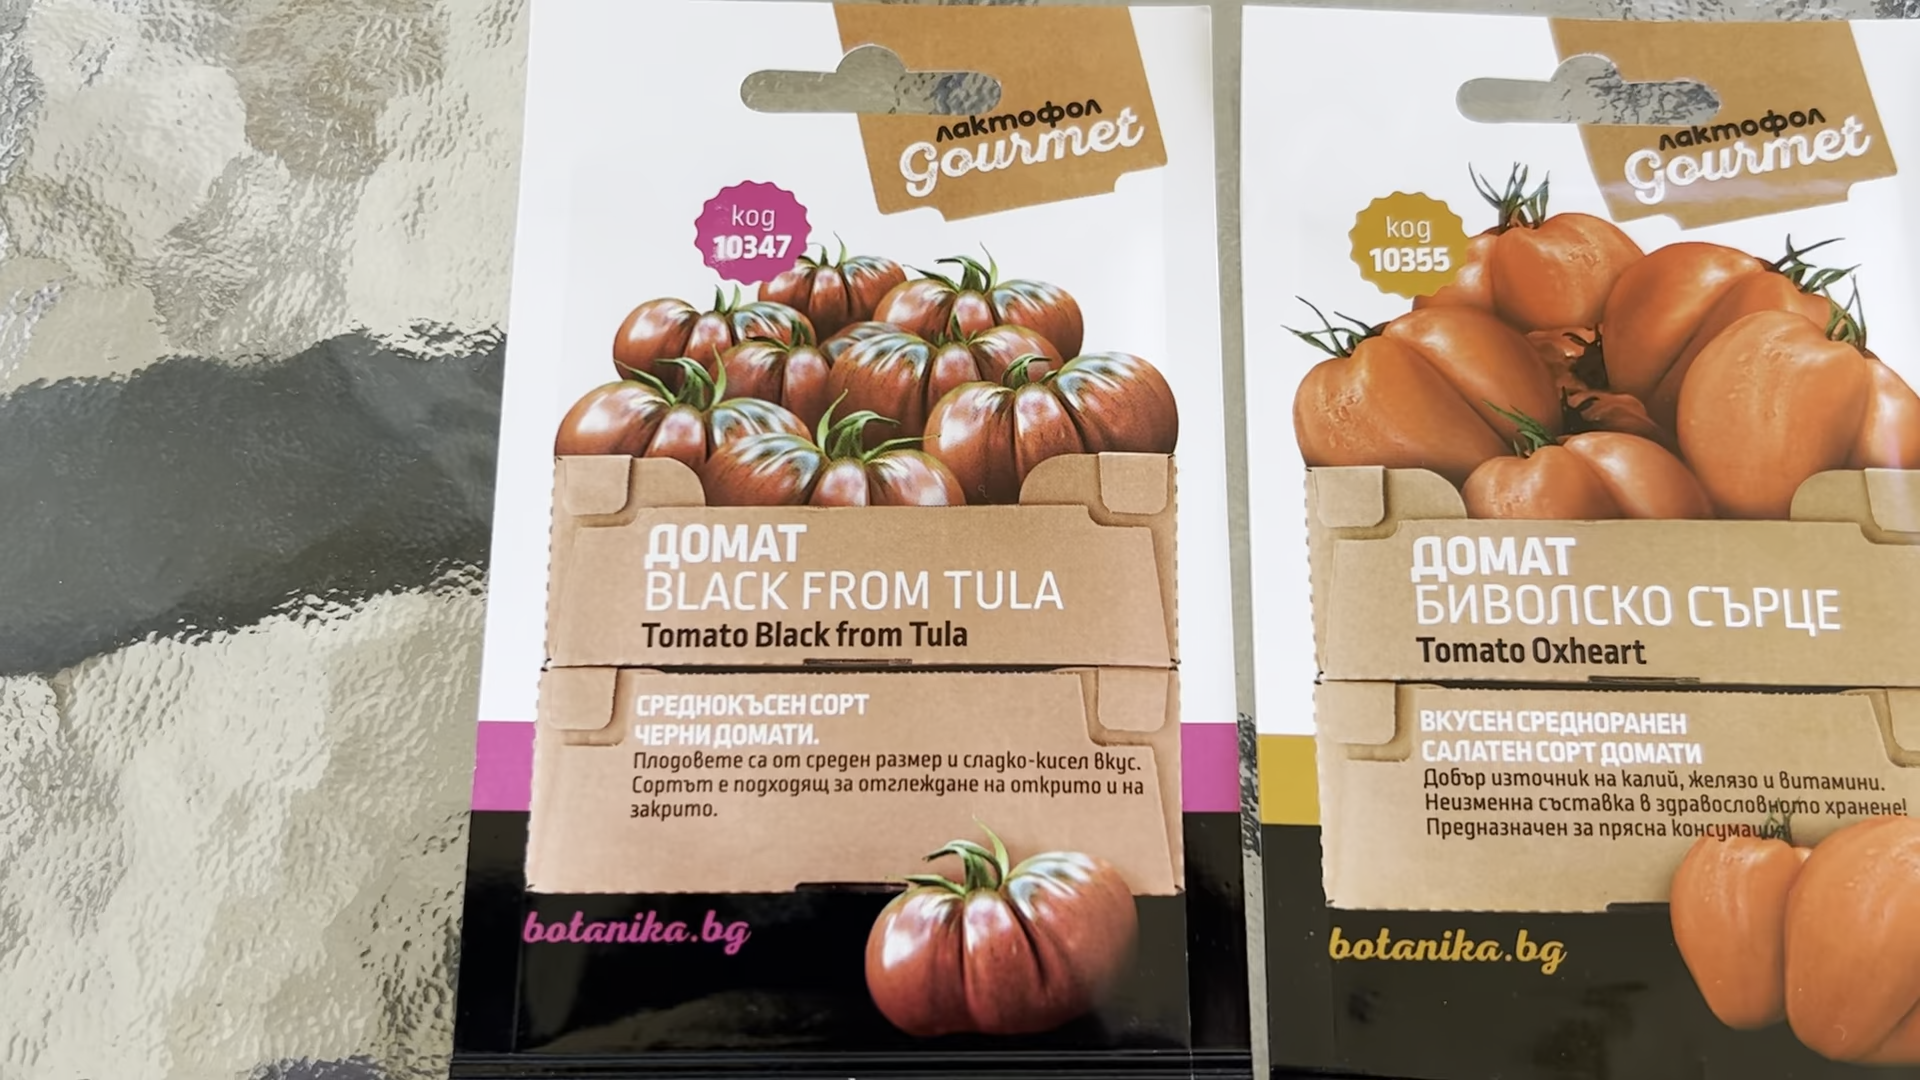 лактофол
Gourmet
код
10347
ДОМАТ
BLACK FROM TULA
Tomato Black from Tula
СРЕДНОКЪСЕН СОРТ
ЧЕРНИ ДОМАТИ.
Плодовете са от среден размер и сладко-кисел вкус.
Сортът е подходящ за отглеждане на открито и на
закрито.
botanika.bg
лактофол
Gourmet
код
10355
ДОМАТ
БИВОЛСКО СЪРЦЕ
Tomato Oxheart
ВКУСЕН СРЕДНОРАНЕН
САЛАТЕН СОРТ ДОМАТИ
Добър източник на калий, желязо и витамини.
Неизменна съставка в здравословното хранене!
Предназначен за прясна консумация.
botanika.bg